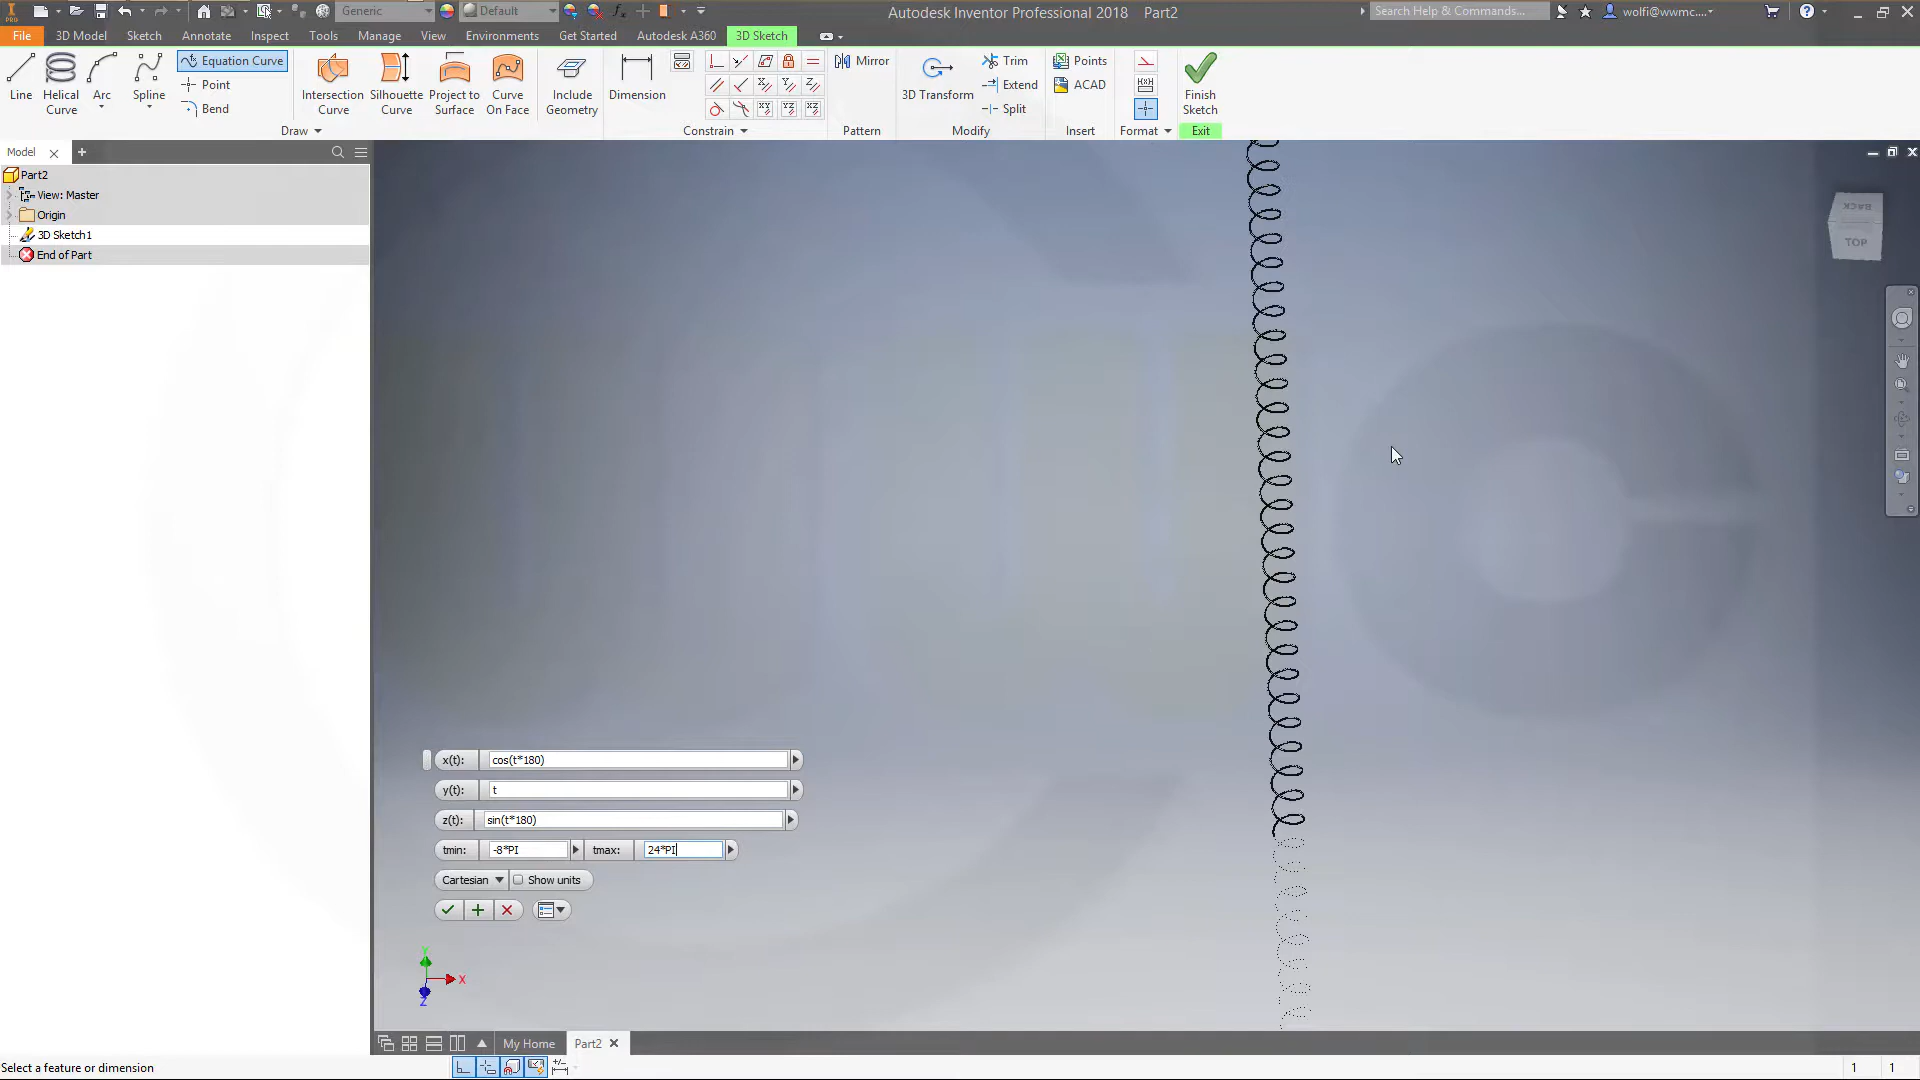 Generic
Default
Autodesk Inventor Professional 2018 Part2
Search Help & Commands...
wolfi@wwmc....
PRO
File
3D Model
Sketch
Annotate
Inspect
Tools
Manage
View
Environments
Get Started
Autodesk A360
3D Sketch
Line
Helical
Curve
Arc
Spline
Equation Curve
Point
Bend
Intersection
Curve
Silhouette
Curve
Project to
Surface
Curve
On Face
Include
Geometry
Dimension
Mirror
3D Transform
Trim
Extend
Split
Points
ACAD
Finish
Sketch
Draw
Constrain
Pattern
Modify
Insert
Format
Exit
Model
Part2
View: Master
Origin
3D Sketch1
End of Part
BACK
TOP
x(t): cos(t*180)
y(t): t
z(t): sin(t*180)
tmin: -8*PI tmax: 24*PI
Cartesian Show units
Y
X
Z
My Home Part2
Select a feature or dimension
1 1